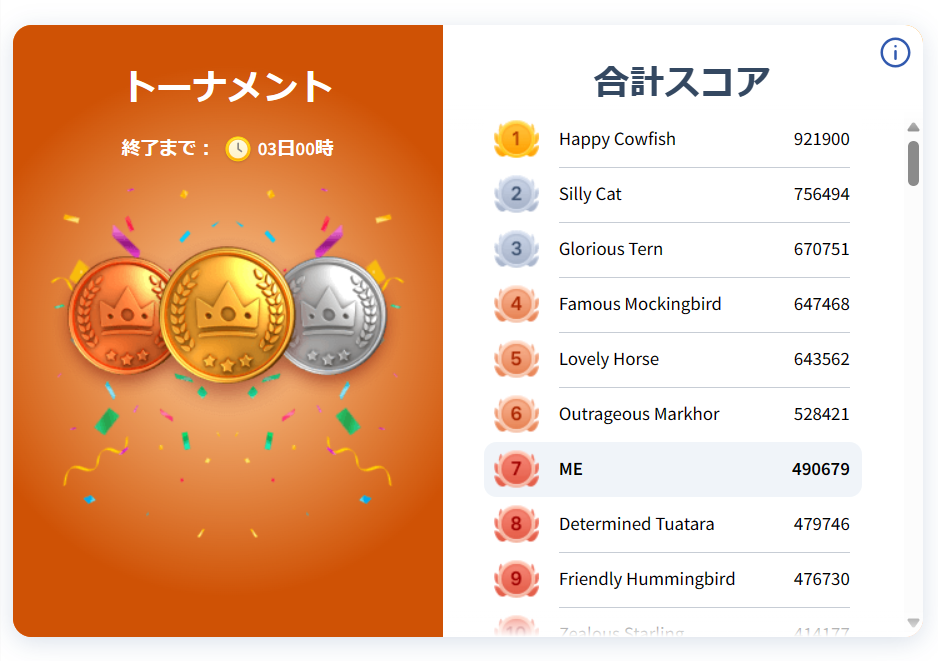 トーナメント
終了まで： 03日00時
合計スコア
1 Happy Cowfish 921900
2 Silly Cat 756494
3 Glorious Tern 670751
4 Famous Mockingbird 647468
5 Lovely Horse 643562
6 Outrageous Markhor 528421
7 ME 490679
8 Determined Tuatara 479746
9 Friendly Hummingbird 476730
10 Zealous Starling 414177